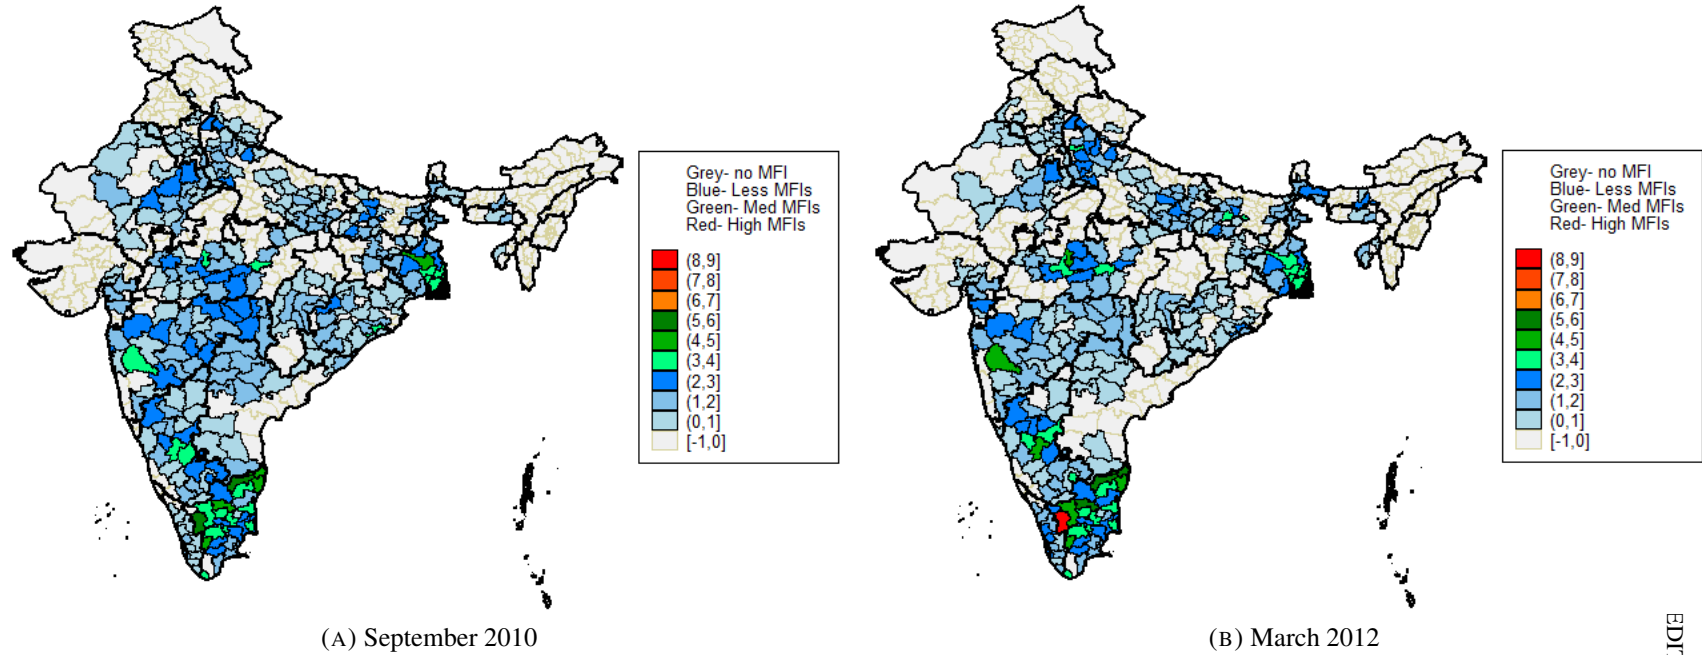 Grey- no MFI
Blue- Less MFIs
Green- Med MFIs
Red- High MFIs
(8,9]
(7,8]
(6,7]
(5,6]
(4,5]
(3,4]
(2,3]
(1,2]
(0,1]
[-1,0]
(A) September 2010
Grey- no MFI
Blue- Less MFIs
Green- Med MFIs
Red- High MFIs
(8,9]
(7,8]
(6,7]
(5,6]
(4,5]
(3,4]
(2,3]
(1,2]
(0,1]
[-1,0]
(B) March 2012